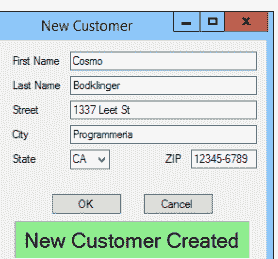 New Customer
First Name Cosmo
Last Name Bodklinger
Street 1337 Leet St
City Programmeria
State CA ZIP 12345-6789
OK Cancel
New Customer Created